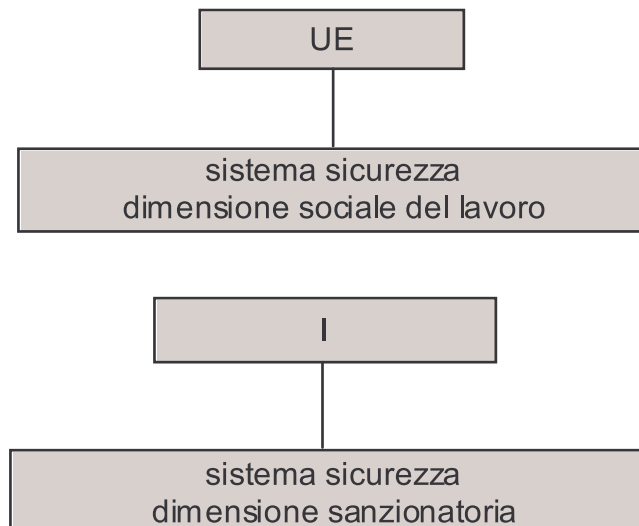 UE
sistema sicurezza
dimensione sociale del lavoro
I
sistema sicurezza
dimensione sanzionatoria